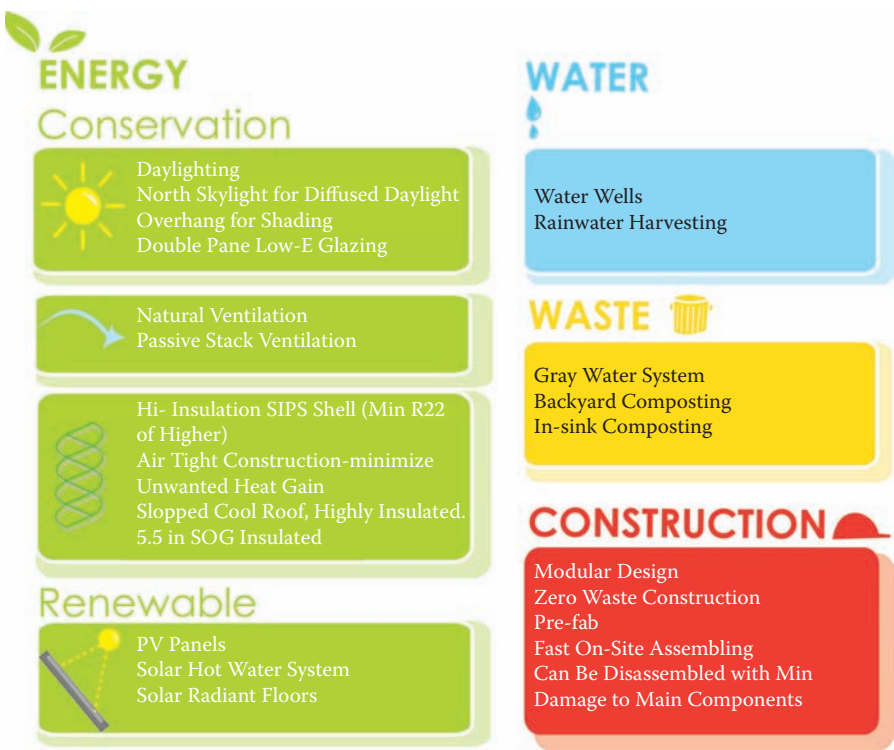 ENERGY
Conservation
Daylighting
North Skylight for Diffused Daylight
Overhang for Shading
Double Pane Low-E Glazing
Natural Ventilation
Passive Stack Ventilation
Hi- Insulation SIPS Shell (Min R22
of Higher)
Air Tight Construction-minimize
Unwanted Heat Gain
Slopped Cool Roof, Highly Insulated.
5.5 in SOG Insulated
Renewable
PV Panels
Solar Hot Water System
Solar Radiant Floors
WATER
Water Wells
Rainwater Harvesting
WASTE
Gray Water System
Backyard Composting
In-sink Composting
CONSTRUCTION
Modular Design
Zero Waste Construction
Pre-fab
Fast On-Site Assembling
Can Be Disassembled with Min
Damage to Main Components